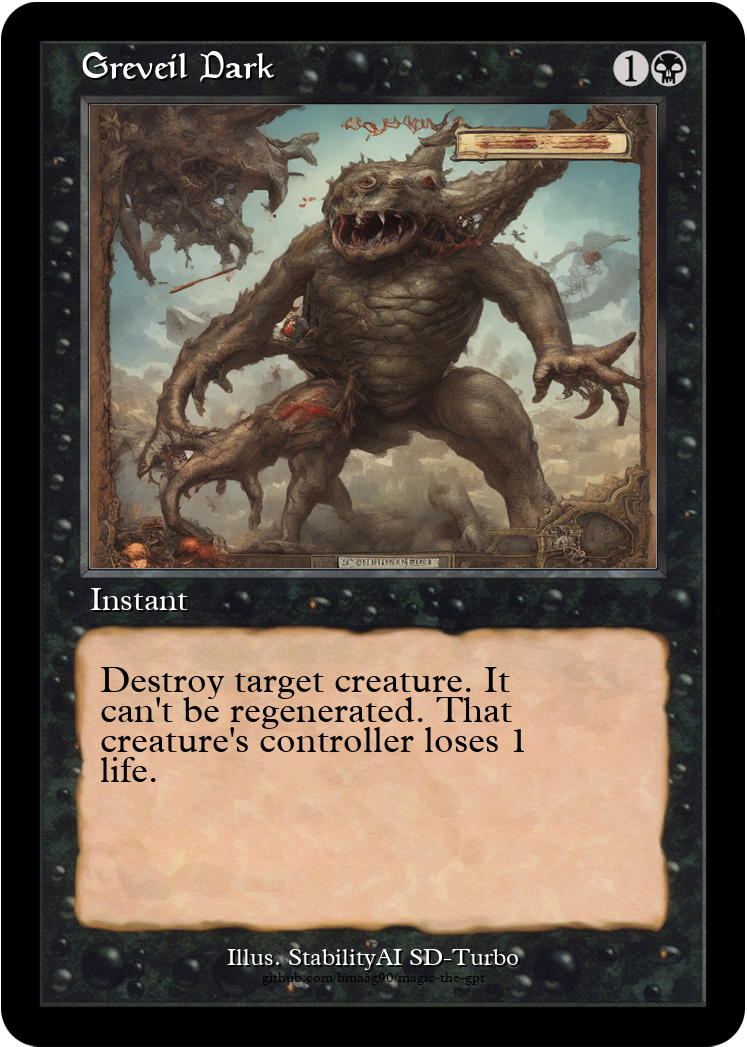 Greveil Dark
1
Instant
Destroy target creature. It
can't be regenerated. That
creature's controller loses 1
life.
Illus. StabilityAI SD-Turbo
github.com/bmaag90/magic-the-gpt